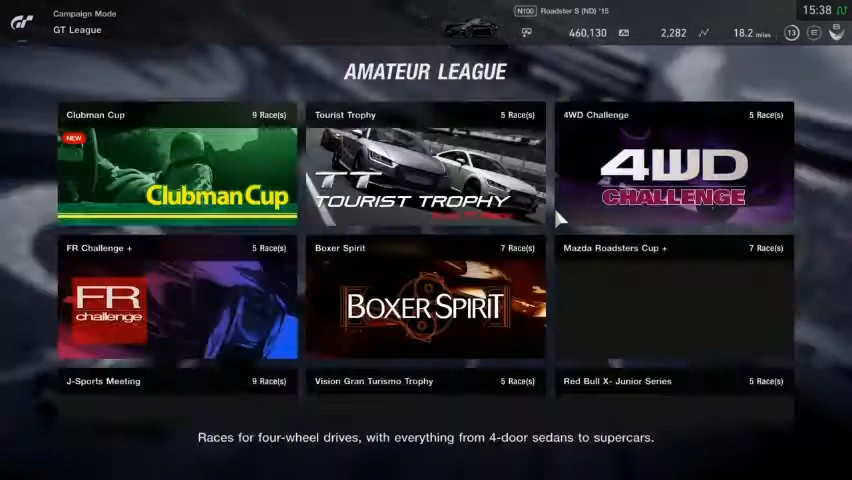 Campaign Mode
GT League
N100 Roadster S (ND) '15
460,130
2,282
18.2 miles
13
15:38
AMATEUR LEAGUE
Clubman Cup 9 Race(s)
NEW
Clubman Cup
Tourist Trophy 5 Race(s)
TT
TOURIST TROPHY
4WD Challenge 5 Race(s)
4WD
CHALLENGE
FR Challenge + 5 Race(s)
FR
challenge
Boxer Spirit 7 Race(s)
BOXER SPIRIT
Mazda Roadsters Cup + 7 Race(s)
J-Sports Meeting 9 Race(s)
Vision Gran Turismo Trophy 5 Race(s)
Red Bull X- Junior Series 5 Race(s)
Races for four-wheel drives, with everything from 4-door sedans to supercars.